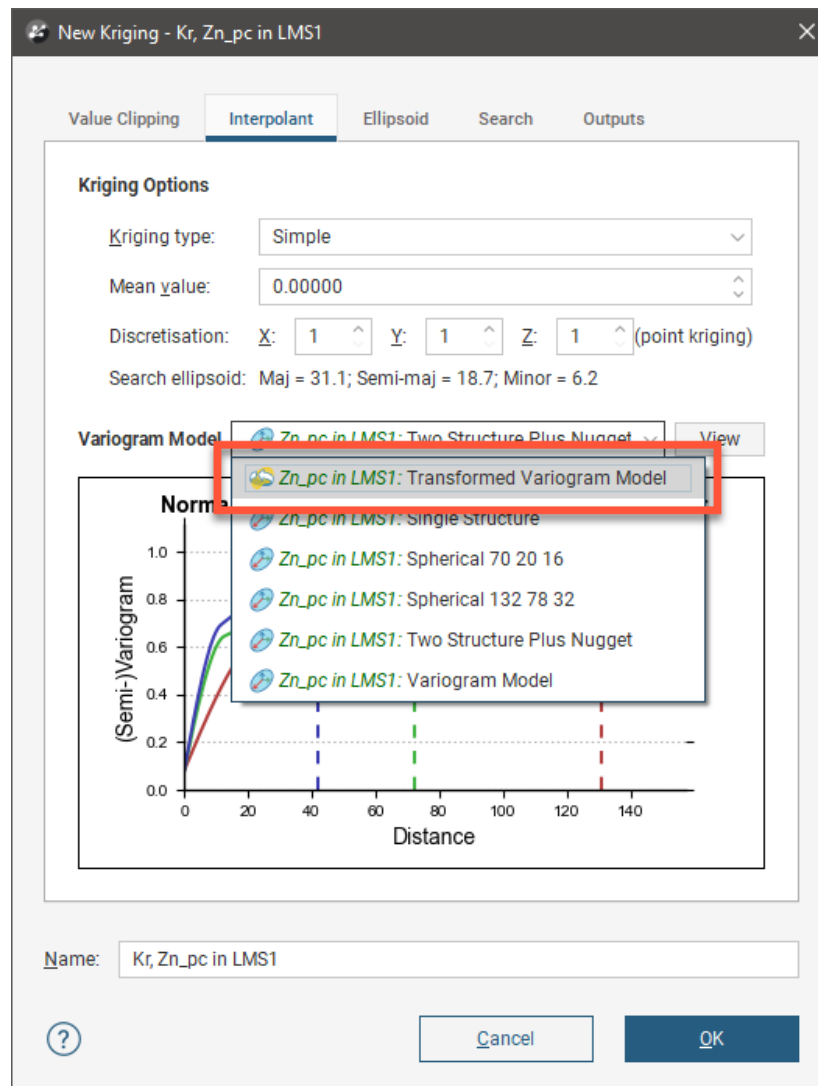 New Kriging - Kr, Zn_pc in LMS1
Value Clipping Interpolant Ellipsoid Search Outputs
Kriging Options
Kriging type: Simple
Mean value: 0.00000
Discretisation: X: 1 Y: 1 Z: 1 (point kriging)
Search ellipsoid: Maj = 31.1; Semi-maj = 18.7; Minor = 6.2
Variogram Model Zn_pc in LMS1: Two Structure Plus Nugget View
Zn_pc in LMS1: Transformed Variogram Model
Norma
Zn_pc in LMS1: Single Structure
Zn_pc in LMS1: Spherical 70 20 16
Zn_pc in LMS1: Spherical 132 78 32
Zn_pc in LMS1: Two Structure Plus Nugget
Zn_pc in LMS1: Variogram Model
(Semi-)Variogram
1.0
0.8
0.6
0.4
0.2
0.0
0 20 40 60 80 100 120 140
Distance
Name: Kr, Zn_pc in LMS1
? Cancel OK